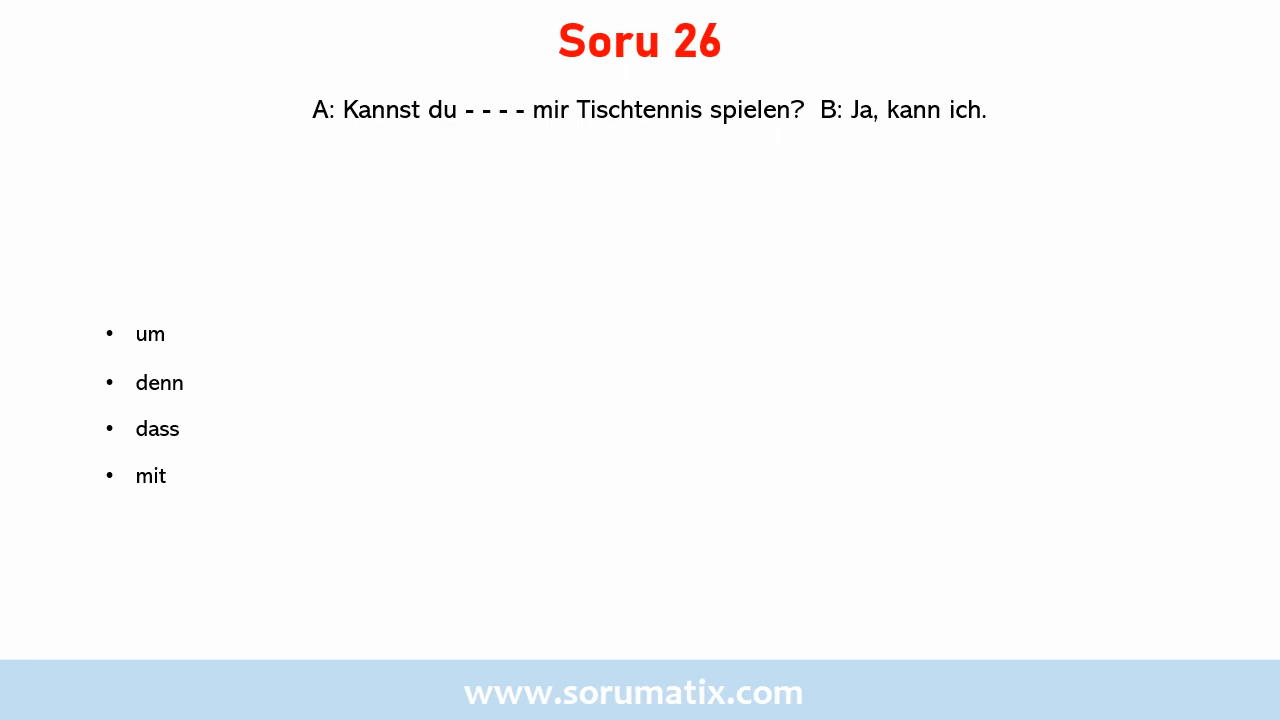 Soru 26
A: Kannst du - - - - mir Tischtennis spielen?  B: Ja, kann ich.
• um
• denn
• dass
• mit
www.sorumatix.com